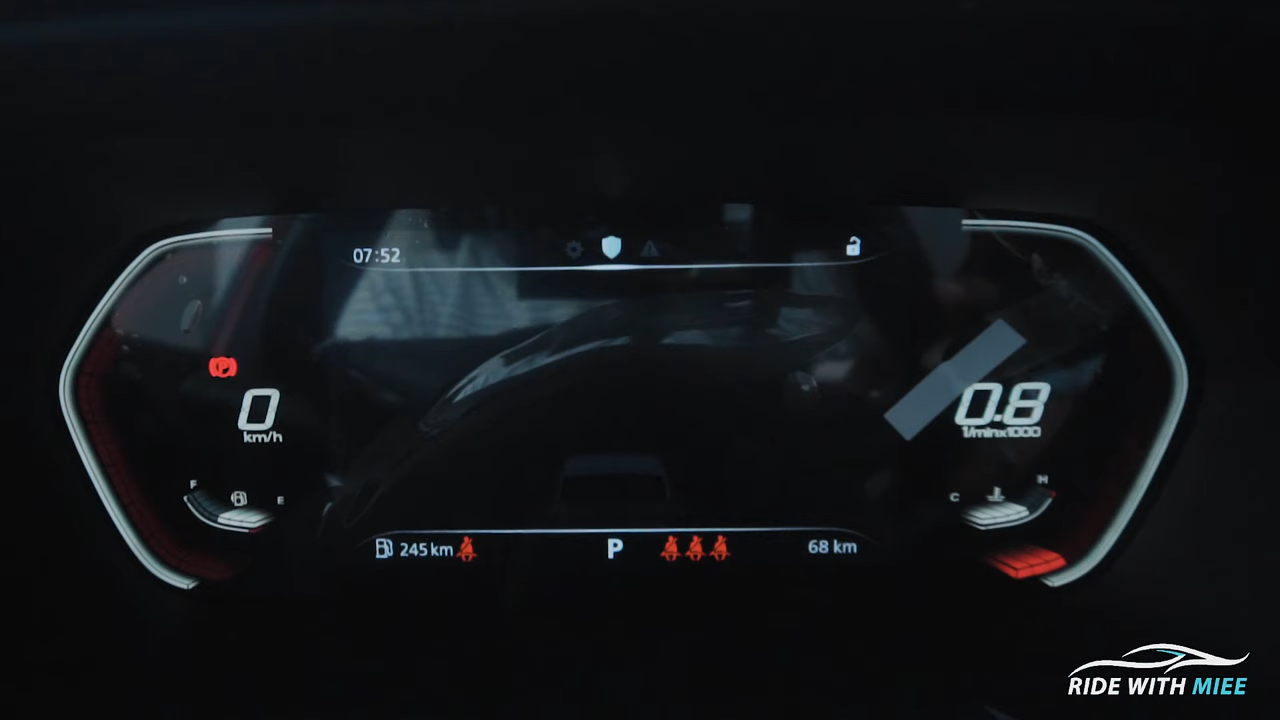 07:52
0
km/h
0.8
1/minx1000
F
E
C
H
245 km
P
68 km
RIDE WITH MIEE